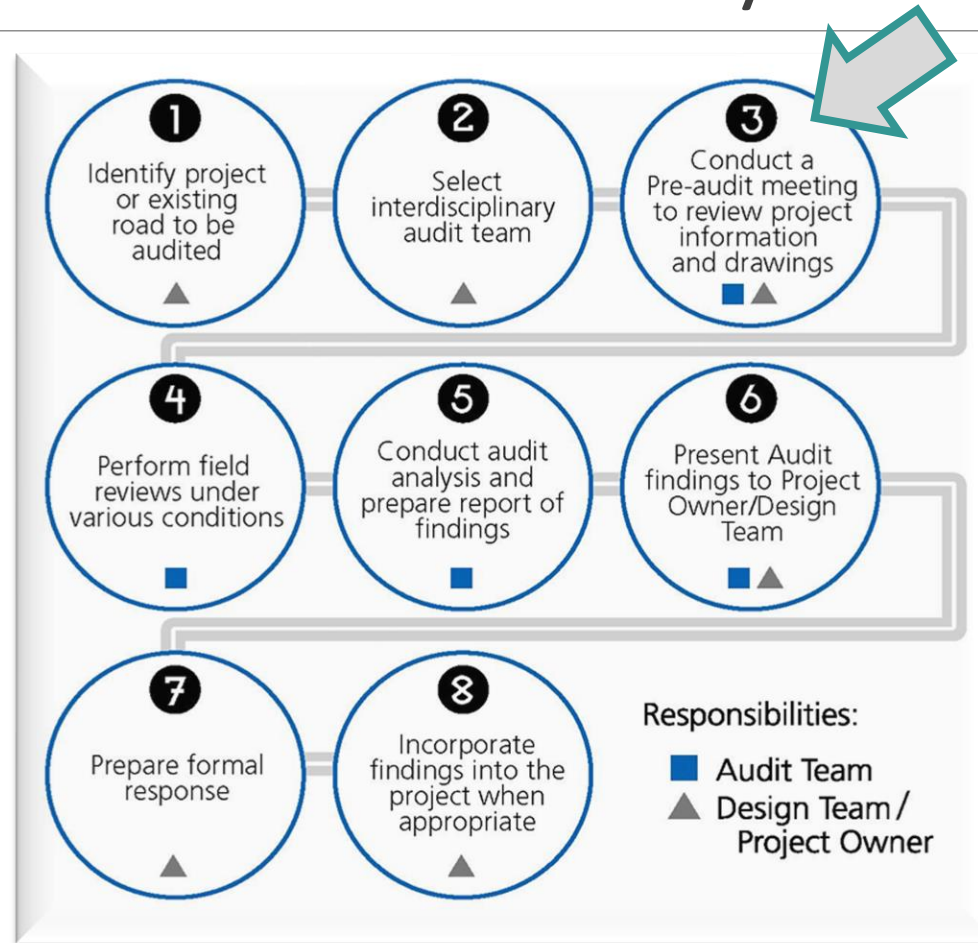 1
Identify project
or existing
road to be
audited
2
Select
interdisciplinary
audit team
3
Conduct a
Pre-audit meeting
to review project
information
and drawings
4
Perform field
reviews under
various conditions
5
Conduct audit
analysis and
prepare report of
findings
6
Present Audit
findings to Project
Owner/Design
Team
7
Prepare formal
response
8
Incorporate
findings into the
project when
appropriate
Responsibilities:
Audit Team
Design Team/
Project Owner